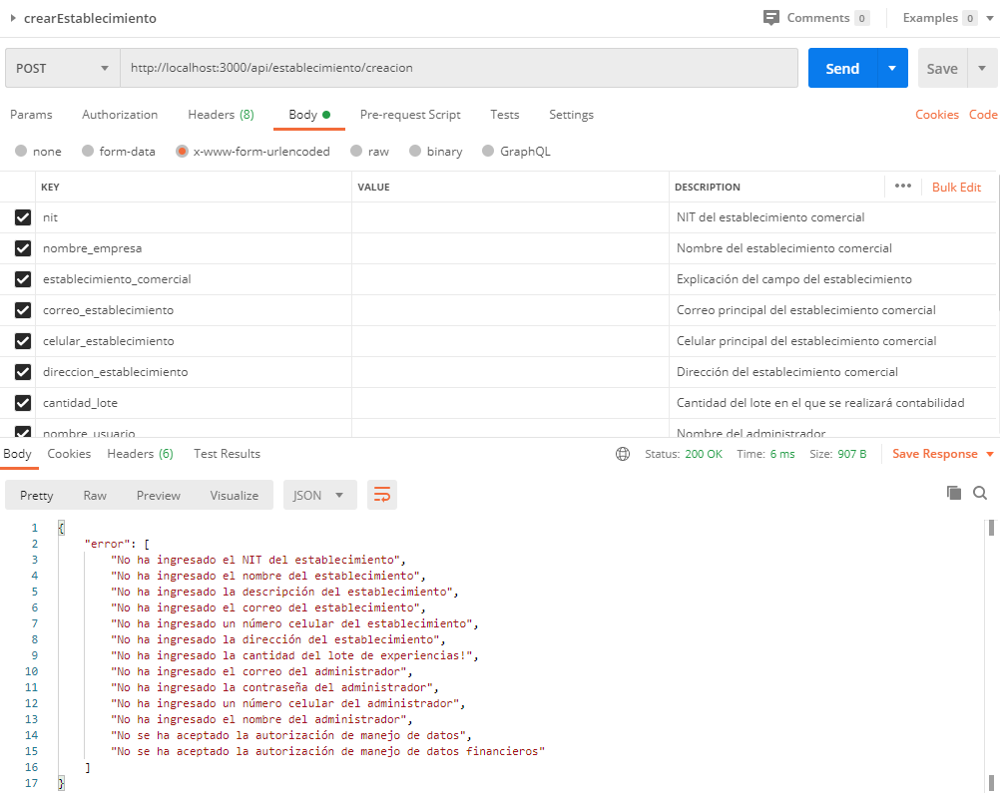 crearEstablecimiento Comments 0 Examples 0
POST http://localhost:3000/api/establecimiento/creacion Send Save
Params Authorization Headers (8) Body Pre-request Script Tests Settings Cookies Code
none form-data x-www-form-urlencoded raw binary GraphQL
KEY VALUE DESCRIPTION ••• Bulk Edit
nit NIT del establecimiento comercial
nombre_empresa Nombre del establecimiento comercial
establecimiento_comercial Explicación del campo del establecimiento
correo_establecimiento Correo principal del establecimiento comercial
celular_establecimiento Celular principal del establecimiento comercial
direccion_establecimiento Dirección del establecimiento comercial
cantidad_lote Cantidad del lote en el que se realizará contabilidad
nombre_usuario Nombre del administrador
Body Cookies Headers (6) Test Results Status: 200 OK Time: 6 ms Size: 907 B Save Response
Pretty Raw Preview Visualize JSON
1 {
2 "error": [
3 "No ha ingresado el NIT del establecimiento",
4 "No ha ingresado el nombre del establecimiento",
5 "No ha ingresado la descripción del establecimiento",
6 "No ha ingresado el correo del establecimiento",
7 "No ha ingresado un número celular del establecimiento",
8 "No ha ingresado la dirección del establecimiento",
9 "No ha ingresado la cantidad del lote de experiencias!",
10 "No ha ingresado el correo del administrador",
11 "No ha ingresado la contraseña del administrador",
12 "No ha ingresado un número celular del administrador",
13 "No ha ingresado el nombre del administrador",
14 "No se ha aceptado la autorización de manejo de datos",
15 "No se ha aceptado la autorización de manejo de datos financieros"
16 ]
17 }